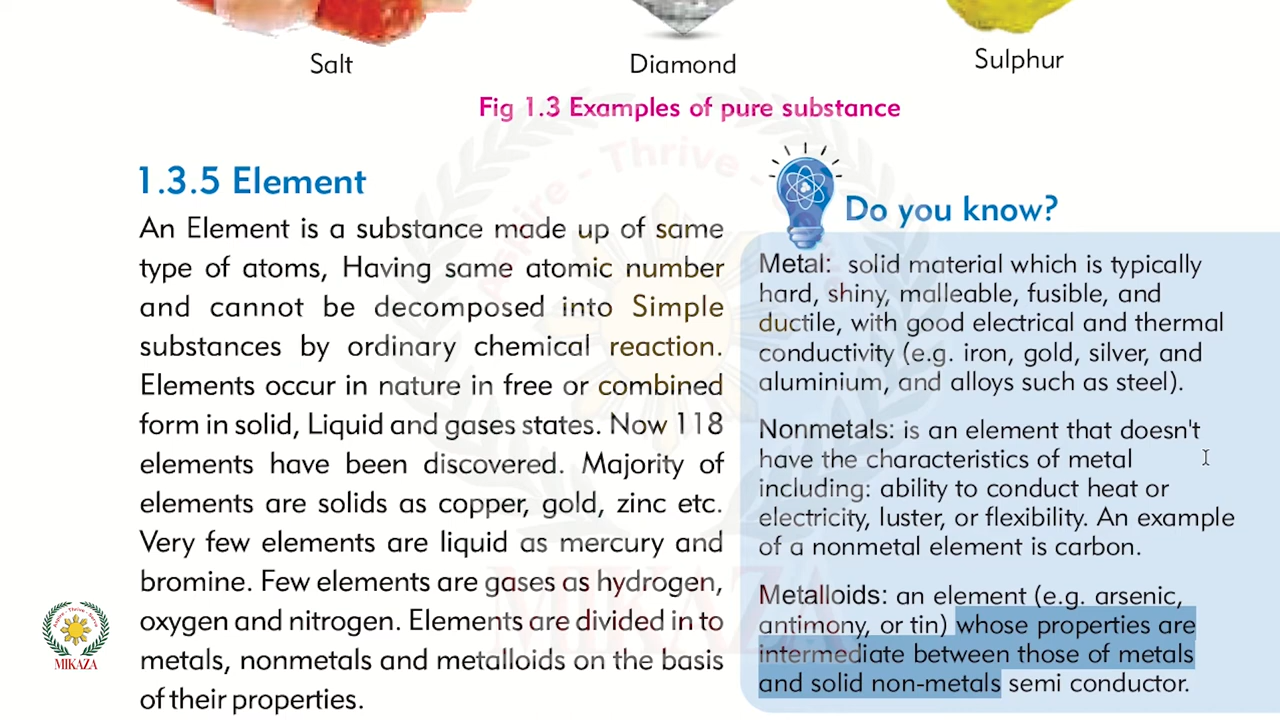 Salt
Diamond
Sulphur
Fig 1.3 Examples of pure substance
1.3.5 Element
An Element is a substance made up of same
type of atoms, Having same atomic number
and cannot be decomposed into Simple
substances by ordinary chemical reaction.
Elements occur in nature in free or combined
form in solid, Liquid and gases states. Now 118
elements have been discovered. Majority of
elements are solids as copper, gold, zinc etc.
Very few elements are liquid as mercury and
bromine. Few elements are gases as hydrogen,
oxygen and nitrogen. Elements are divided in to
metals, nonmetals and metalloids on the basis
of their properties.
Do you know?
Metal: solid material which is typically
hard, shiny, malleable, fusible, and
ductile, with good electrical and thermal
conductivity (e.g. iron, gold, silver, and
aluminium, and alloys such as steel).
Nonmetals: is an element that doesn't
have the characteristics of metal
including: ability to conduct heat or
electricity, luster, or flexibility. An example
of a nonmetal element is carbon.
Metalloids: an element (e.g. arsenic,
antimony, or tin) whose properties are
intermediate between those of metals
and solid non-metals semi conductor.
MIKAZA
MIKAZA